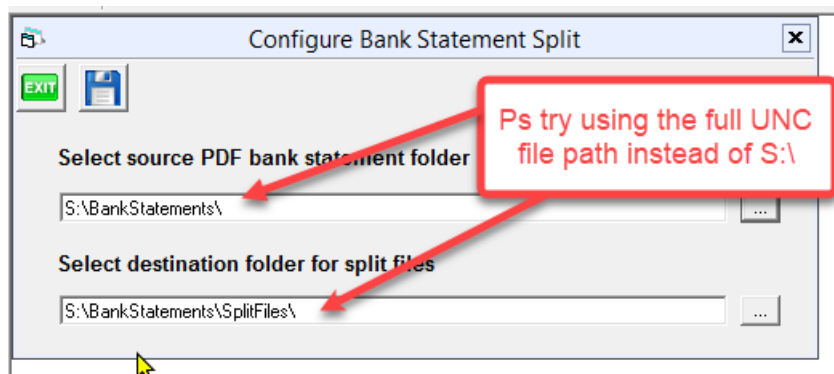 Configure Bank Statement Split
EXIT
Ps try using the full UNC
file path instead of S:\
Select source PDF bank statement folder
S:\BankStatements\
...
Select destination folder for split files
S:\BankStatements\SplitFiles\
...